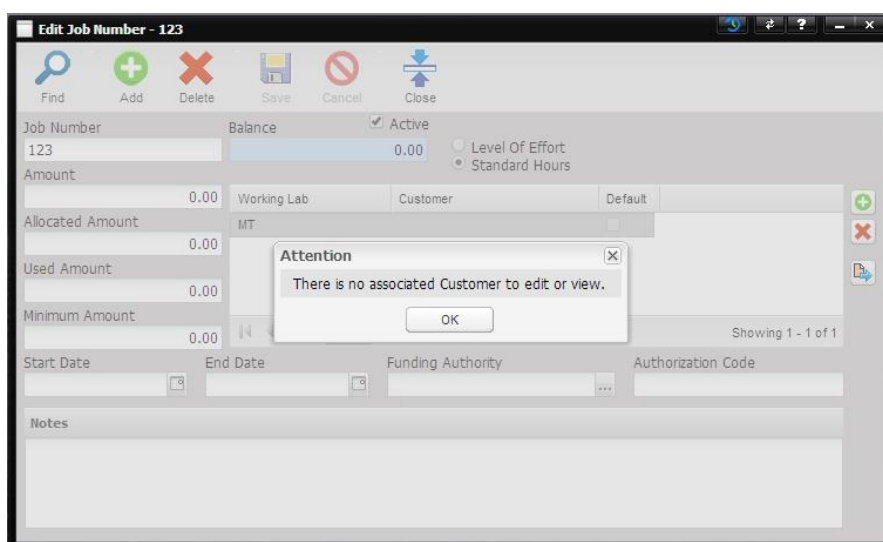 Edit Job Number - 123
?
Find Add Delete Save Cancel Close
Job Number Balance Active
123 0.00 Level Of Effort
Standard Hours
Amount
0.00 Working Lab Customer Default
Allocated Amount MT
0.00
Attention
Used Amount There is no associated Customer to edit or view.
0.00
OK
Minimum Amount
0.00 Showing 1 - 1 of 1
Start Date End Date Funding Authority Authorization Code
...
Notes